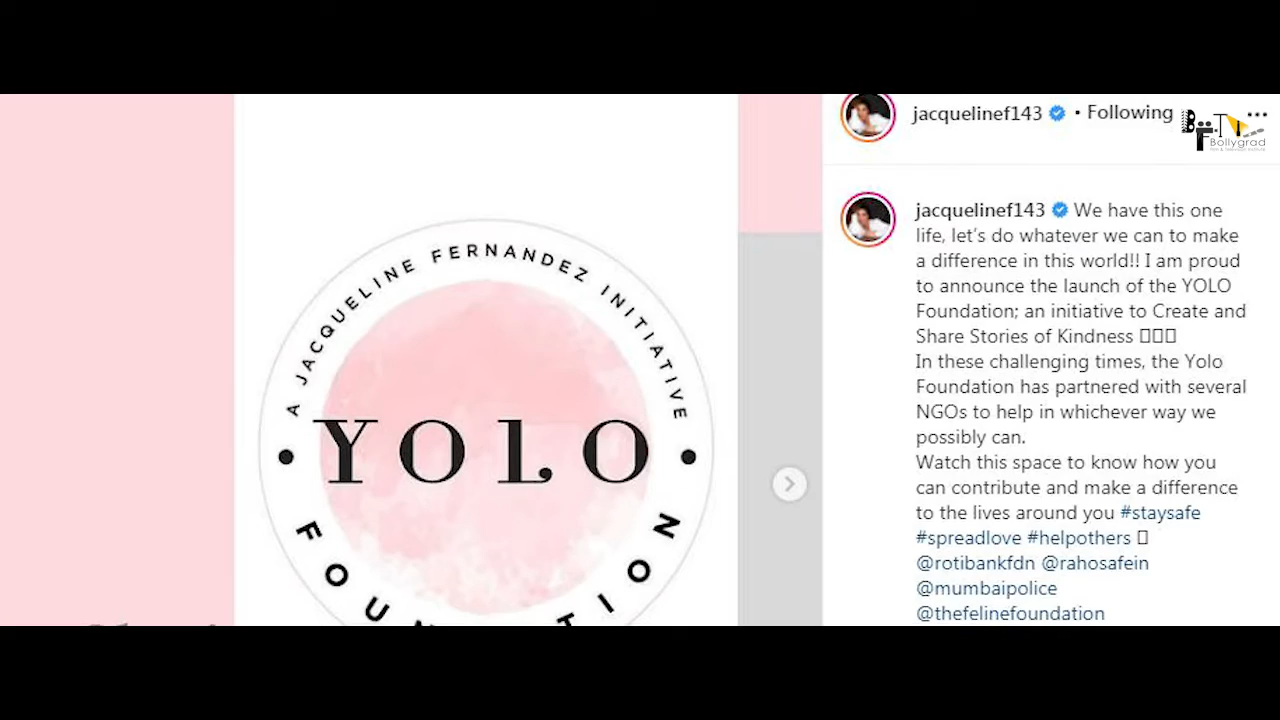 A JACQUELINE FERNANDEZ INITIATIVE
YOLO
jacquelinef143 • Following
Bollygrad
jacquelinef143 We have this one
life, let’s do whatever we can to make
a difference in this world!! I am proud
to announce the launch of the YOLO
Foundation; an initiative to Create and
Share Stories of Kindness
In these challenging times, the Yolo
Foundation has partnered with several
NGOs to help in whichever way we
possibly can.
Watch this space to know how you
can contribute and make a difference
to the lives around you #staysafe
#spreadlove #helpothers
@rotibankfdn @rahosafein
@mumbaipolice
@thefelinefoundation